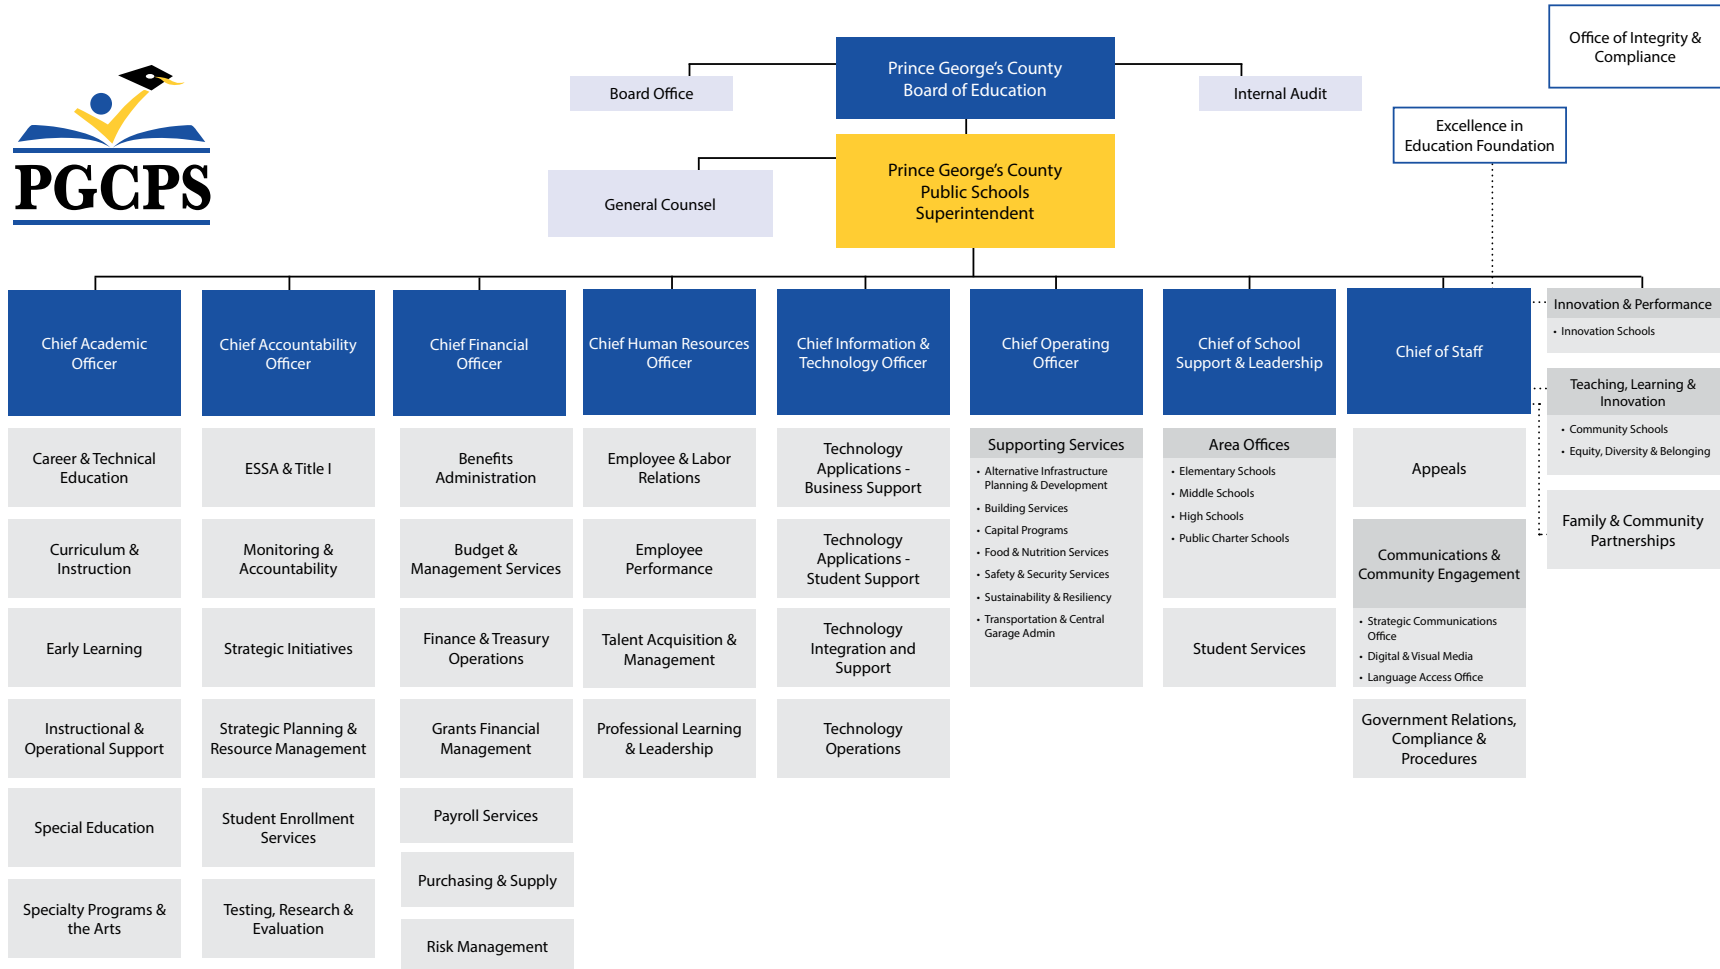 Office of Integrity &
Compliance
Prince George's County
Board of Education
Board Office
Internal Audit
Excellence in
Education Foundation
PGCPS
Prince George's County
Public Schools
Superintendent
General Counsel
Chief Academic
Officer
Career & Technical
Education
Curriculum &
Instruction
Early Learning
Instructional &
Operational Support
Special Education
Specialty Programs &
the Arts
Chief Accountability
Officer
ESSA & Title I
Monitoring &
Accountability
Strategic Initiatives
Strategic Planning &
Resource Management
Student Enrollment
Services
Testing, Research &
Evaluation
Chief Financial
Officer
Benefits
Administration
Budget &
Management Services
Finance & Treasury
Operations
Grants Financial
Management
Payroll Services
Purchasing & Supply
Risk Management
Chief Human Resources
Officer
Employee & Labor
Relations
Employee
Performance
Talent Acquisition &
Management
Professional Learning
& Leadership
Chief Information &
Technology Officer
Technology
Applications -
Business Support
Technology
Applications -
Student Support
Technology
Integration and
Support
Technology
Operations
Chief Operating
Officer
Supporting Services
• Alternative Infrastructure
Planning & Development
• Building Services
• Capital Programs
• Food & Nutrition Services
• Safety & Security Services
• Sustainability & Resiliency
• Transportation & Central
Garage Admin
Chief of School
Support & Leadership
Area Offices
• Elementary Schools
• Middle Schools
• High Schools
• Public Charter Schools
Student Services
Chief of Staff
Appeals
Communications &
Community Engagement
• Strategic Communications
Office
• Digital & Visual Media
• Language Access Office
Government Relations,
Compliance &
Procedures
Innovation & Performance
• Innovation Schools
Teaching, Learning &
Innovation
• Community Schools
• Equity, Diversity & Belonging
Family & Community
Partnerships